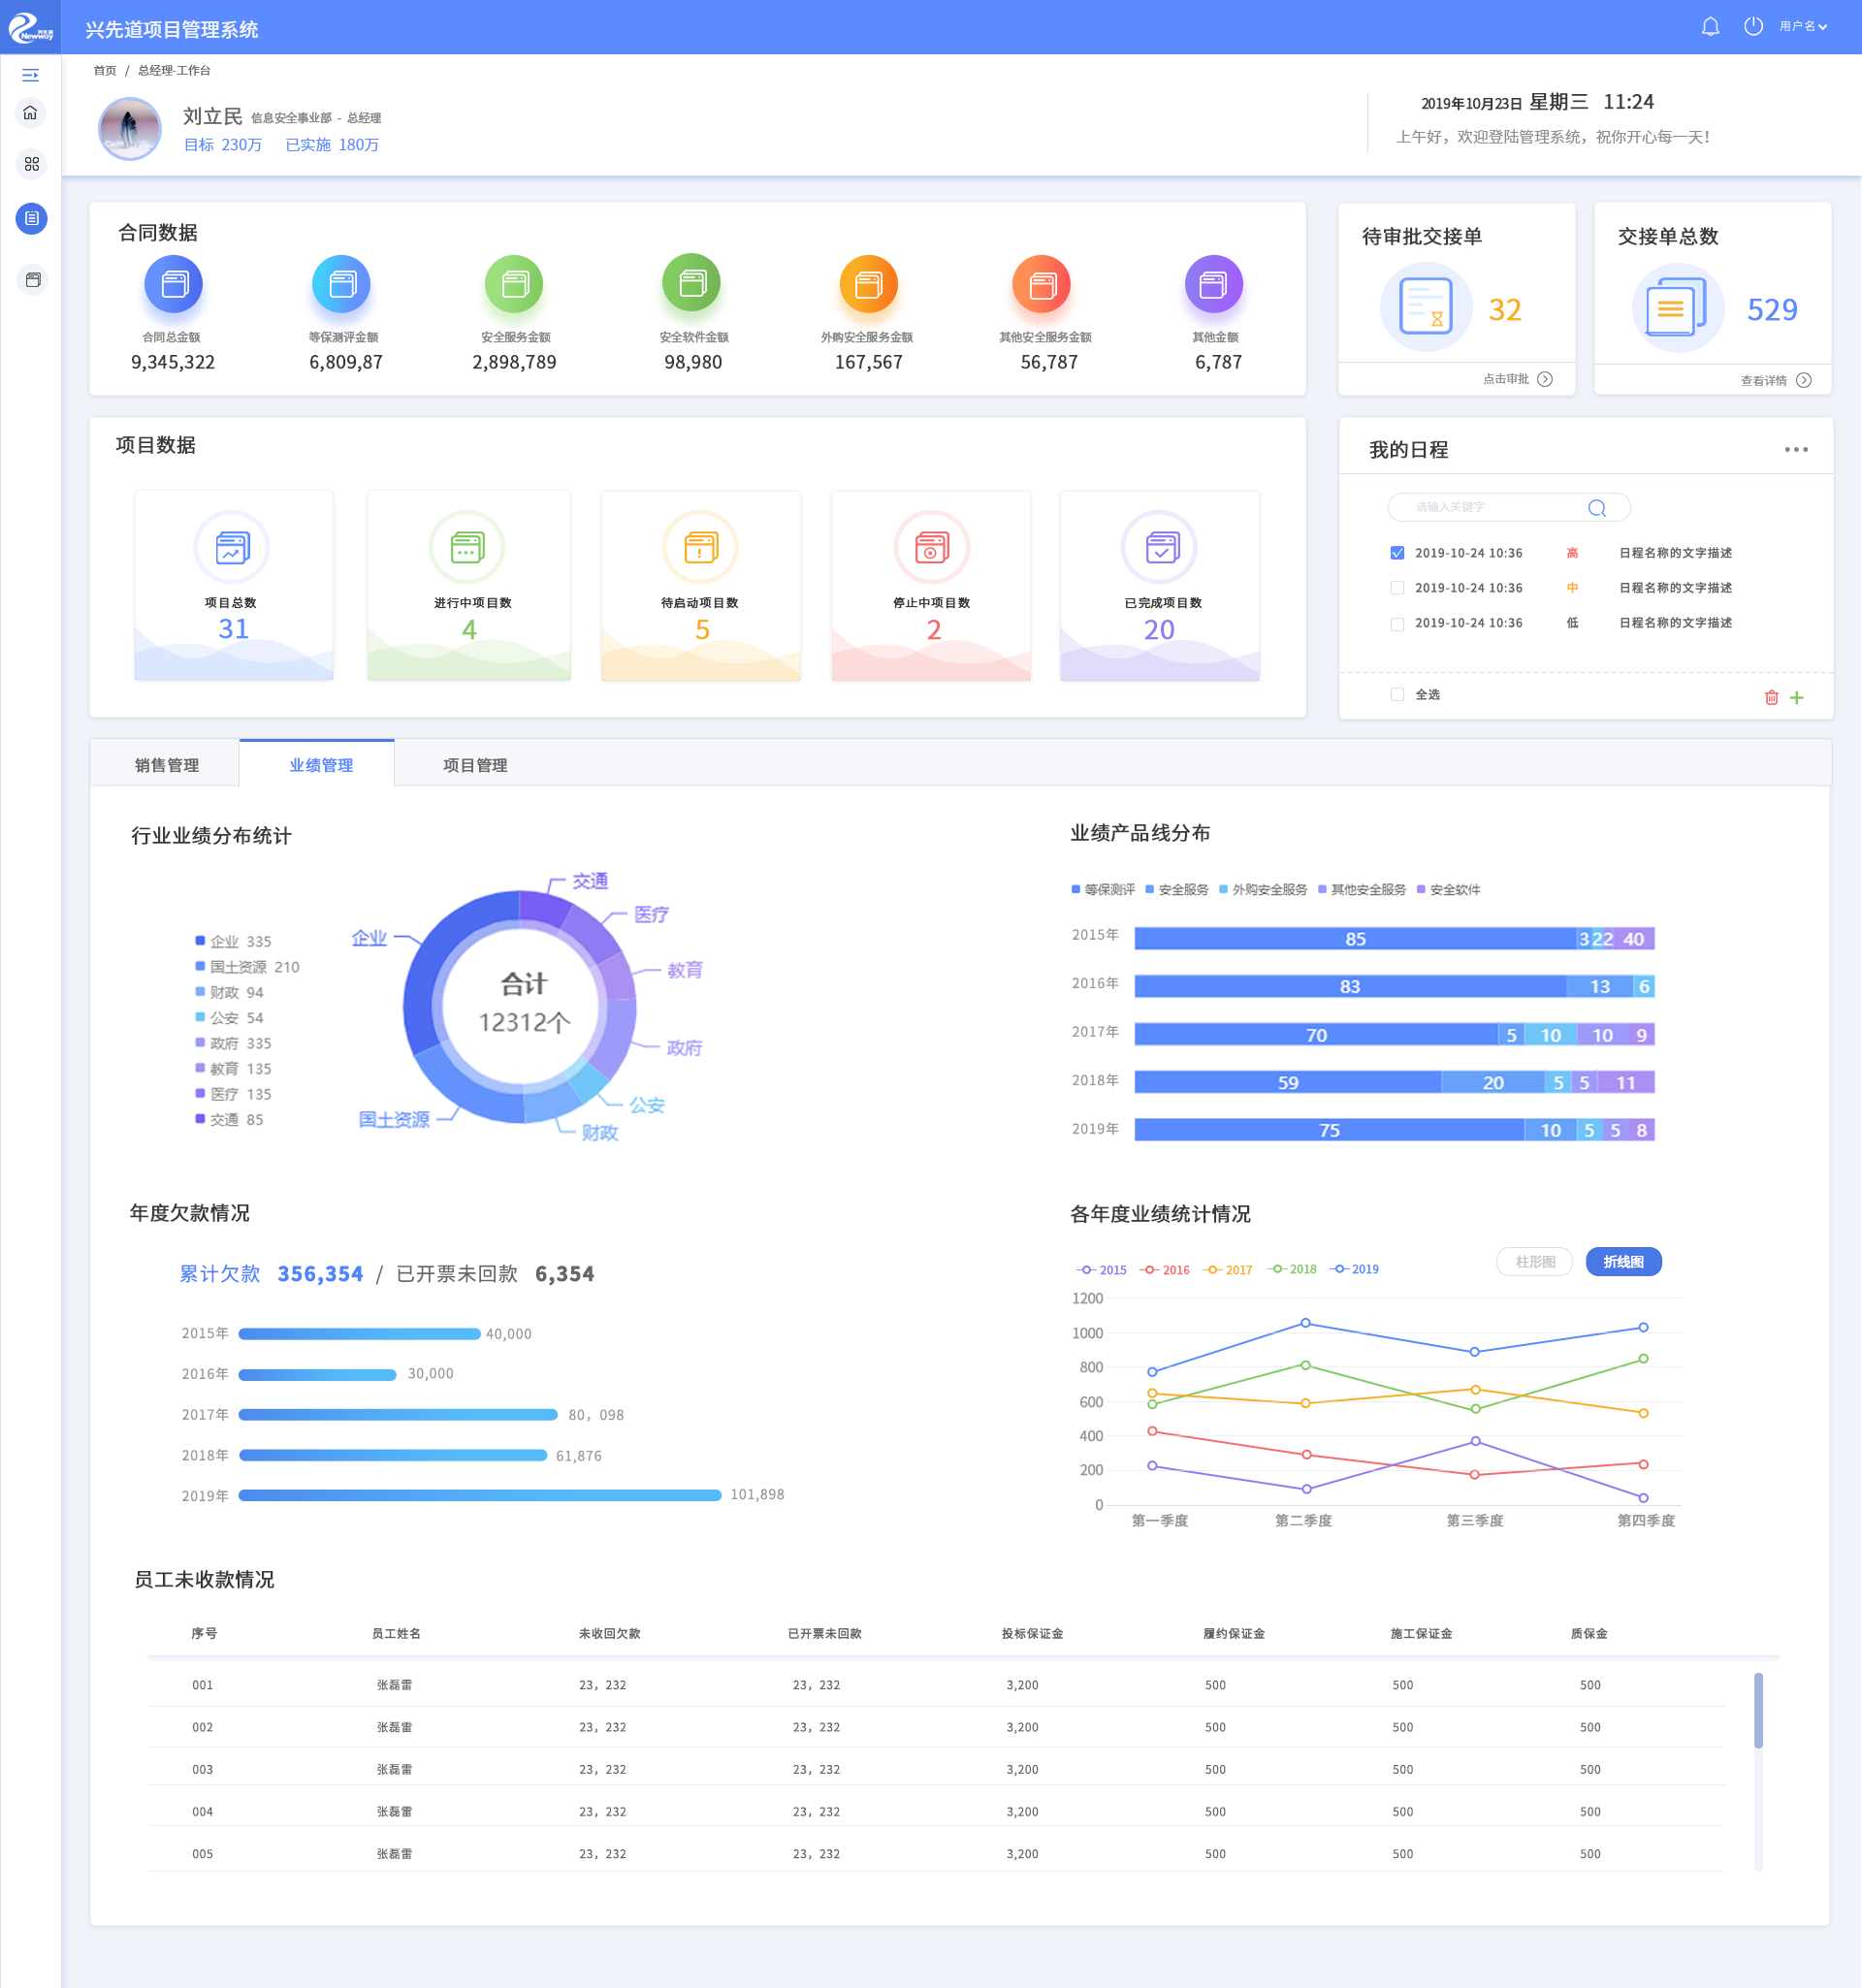 Newway 兴先道
兴先道项目管理系统
用户名
首页 / 总经理-工作台
刘立民 信息安全事业部 - 总经理
目标 230万 已实施 180万
2019年10月23日 星期三 11:24
上午好，欢迎登陆管理系统，祝你开心每一天！
合同数据
合同总金额 等保测评金额 安全服务金额 安全软件金额 外购安全服务金额 其他安全服务金额 其他金额
9,345,322 6,809,87 2,898,789 98,980 167,567 56,787 6,787
待审批交接单
32
点击审批
交接单总数
529
查看详情
项目数据
项目总数 进行中项目数 待启动项目数 停止中项目数 已完成项目数
31 4 5 2 20
我的日程
请输入关键字
2019-10-24 10:36 高 日程名称的文字描述
2019-10-24 10:36 中 日程名称的文字描述
2019-10-24 10:36 低 日程名称的文字描述
全选
销售管理 业绩管理 项目管理
行业业绩分布统计
企业 335
国土资源 210
财政 94
公安 54
政府 335
教育 135
医疗 135
交通 85
交通
医疗
企业
教育
合计
12312个
政府
公安
国土资源
财政
业绩产品线分布
等保测评 安全服务 外购安全服务 其他安全服务 安全软件
2015年 85 3 2 2 40
2016年 83 13 6
2017年 70 5 10 10 9
2018年 59 20 5 5 11
2019年 75 10 5 5 8
年度欠款情况
累计欠款 356,354 / 已开票未回款 6,354
2015年 40,000
2016年 30,000
2017年 80，098
2018年 61,876
2019年 101,898
各年度业绩统计情况
柱形图 折线图
2015 2016 2017 2018 2019
1200
1000
800
600
400
200
0
第一季度 第二季度 第三季度 第四季度
员工未收款情况
序号 员工姓名 未收回欠款 已开票未回款 投标保证金 履约保证金 施工保证金 质保金
001 张磊雷 23，232 23，232 3,200 500 500 500
002 张磊雷 23，232 23，232 3,200 500 500 500
003 张磊雷 23，232 23，232 3,200 500 500 500
004 张磊雷 23，232 23，232 3,200 500 500 500
005 张磊雷 23，232 23，232 3,200 500 500 500